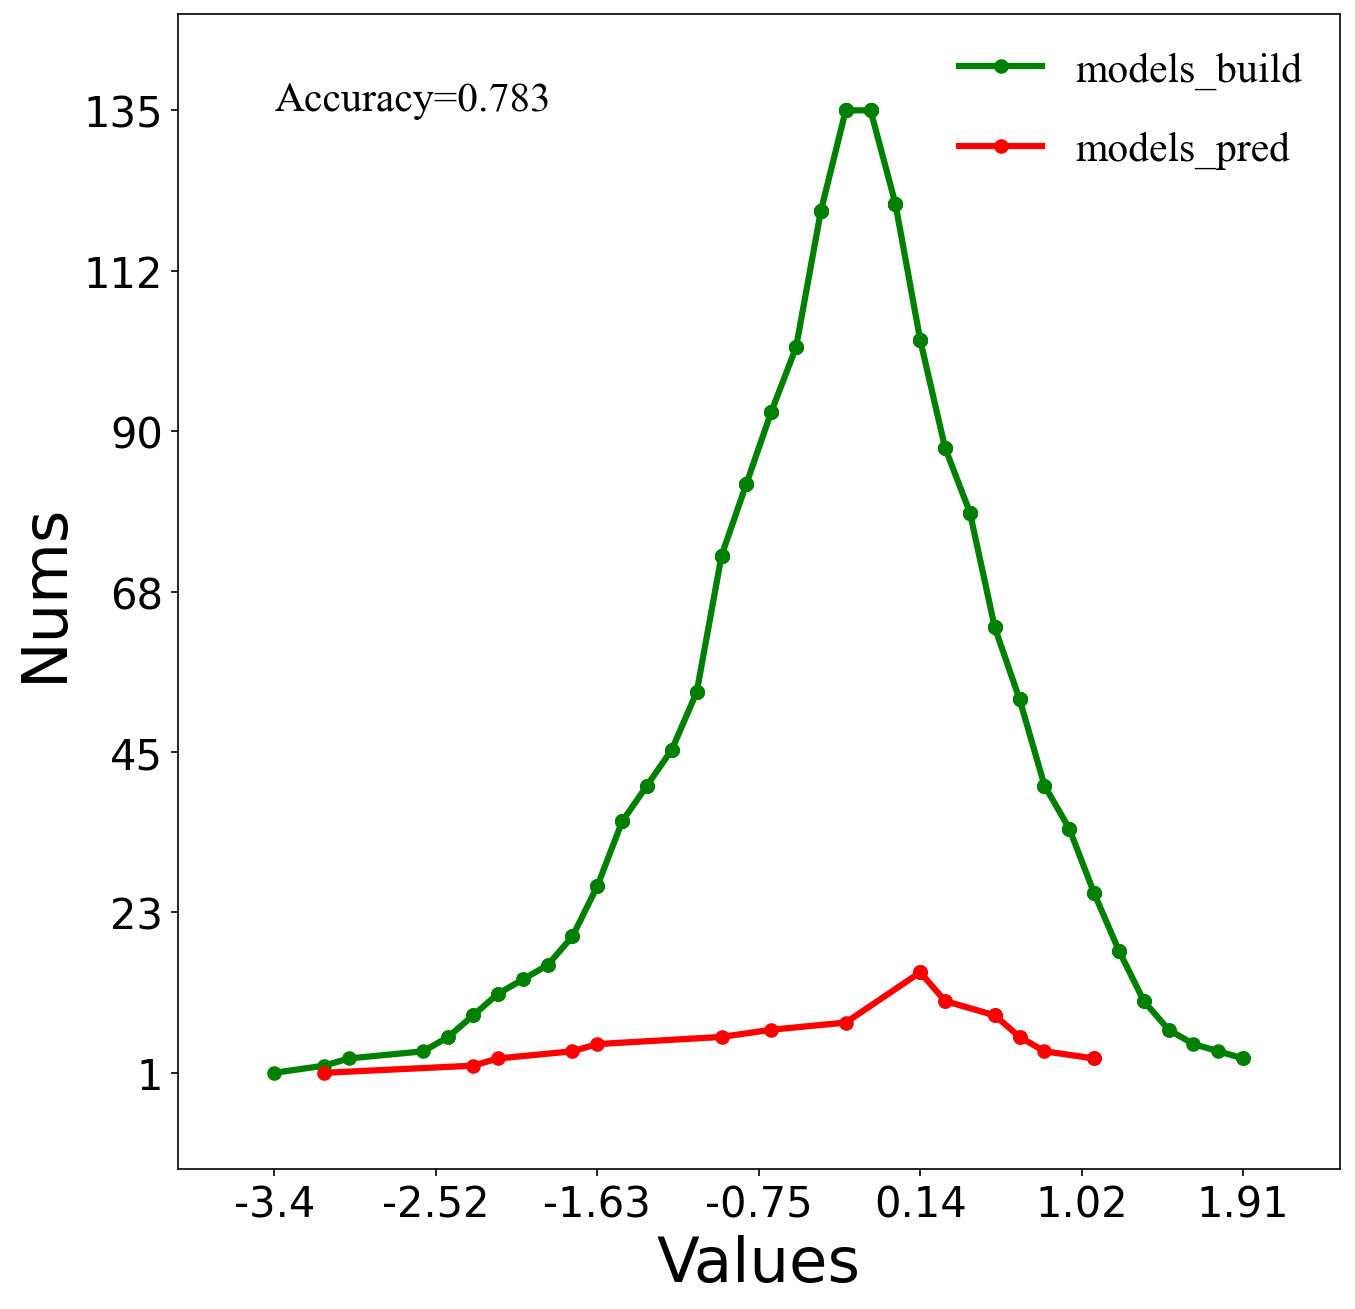 Accuracy=0.783
models_build
models_pred
Nums
135
112
90
68
45
23
1
-3.4 -2.52 -1.63 -0.75 0.14 1.02 1.91
Values